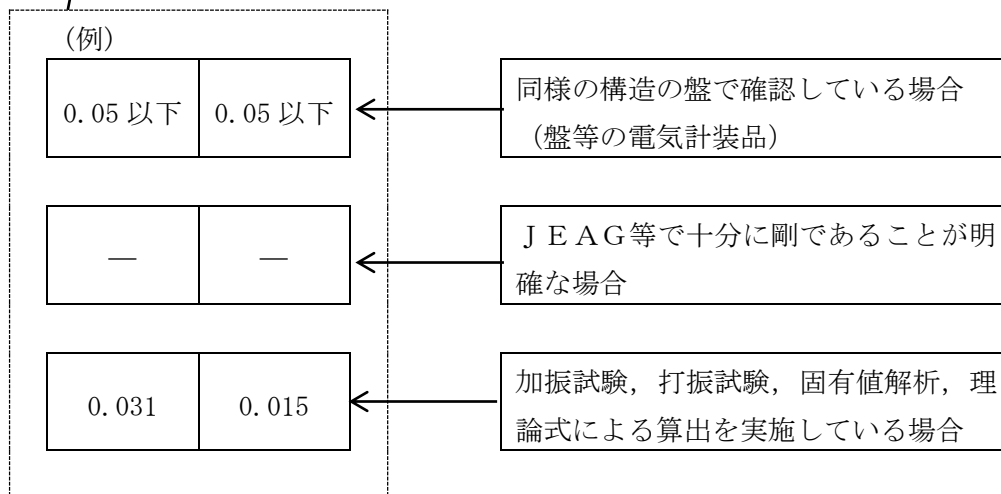 （例）
0.05 以下 0.05 以下
同様の構造の盤で確認している場合
（盤等の電気計装品）
― ―
ＪＥＡＧ等で十分に剛であることが明
確な場合
0.031 0.015
加振試験，打振試験，固有値解析，理
論式による算出を実施している場合